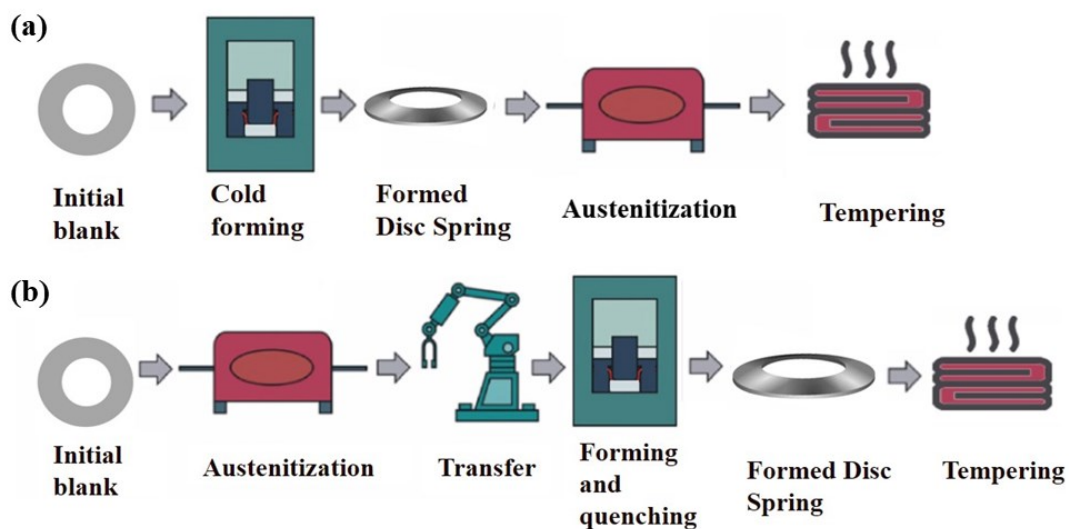 (a)
Initial
blank
Cold
forming
Formed
Disc Spring
Austenitization
Tempering
(b)
Initial
blank
Austenitization
Transfer
Forming
and
quenching
Formed Disc
Spring
Tempering